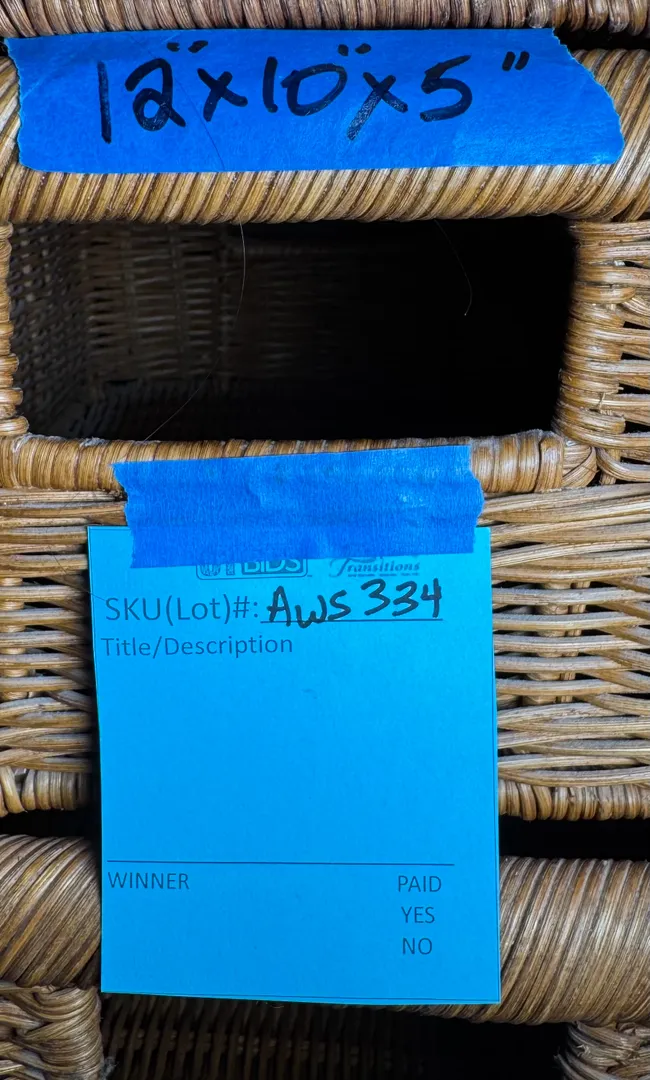 12"x10"x5"
BIDS
Transitions
SKU(Lot)#: AWS 334
Title/Description
WINNER PAID
YES
NO